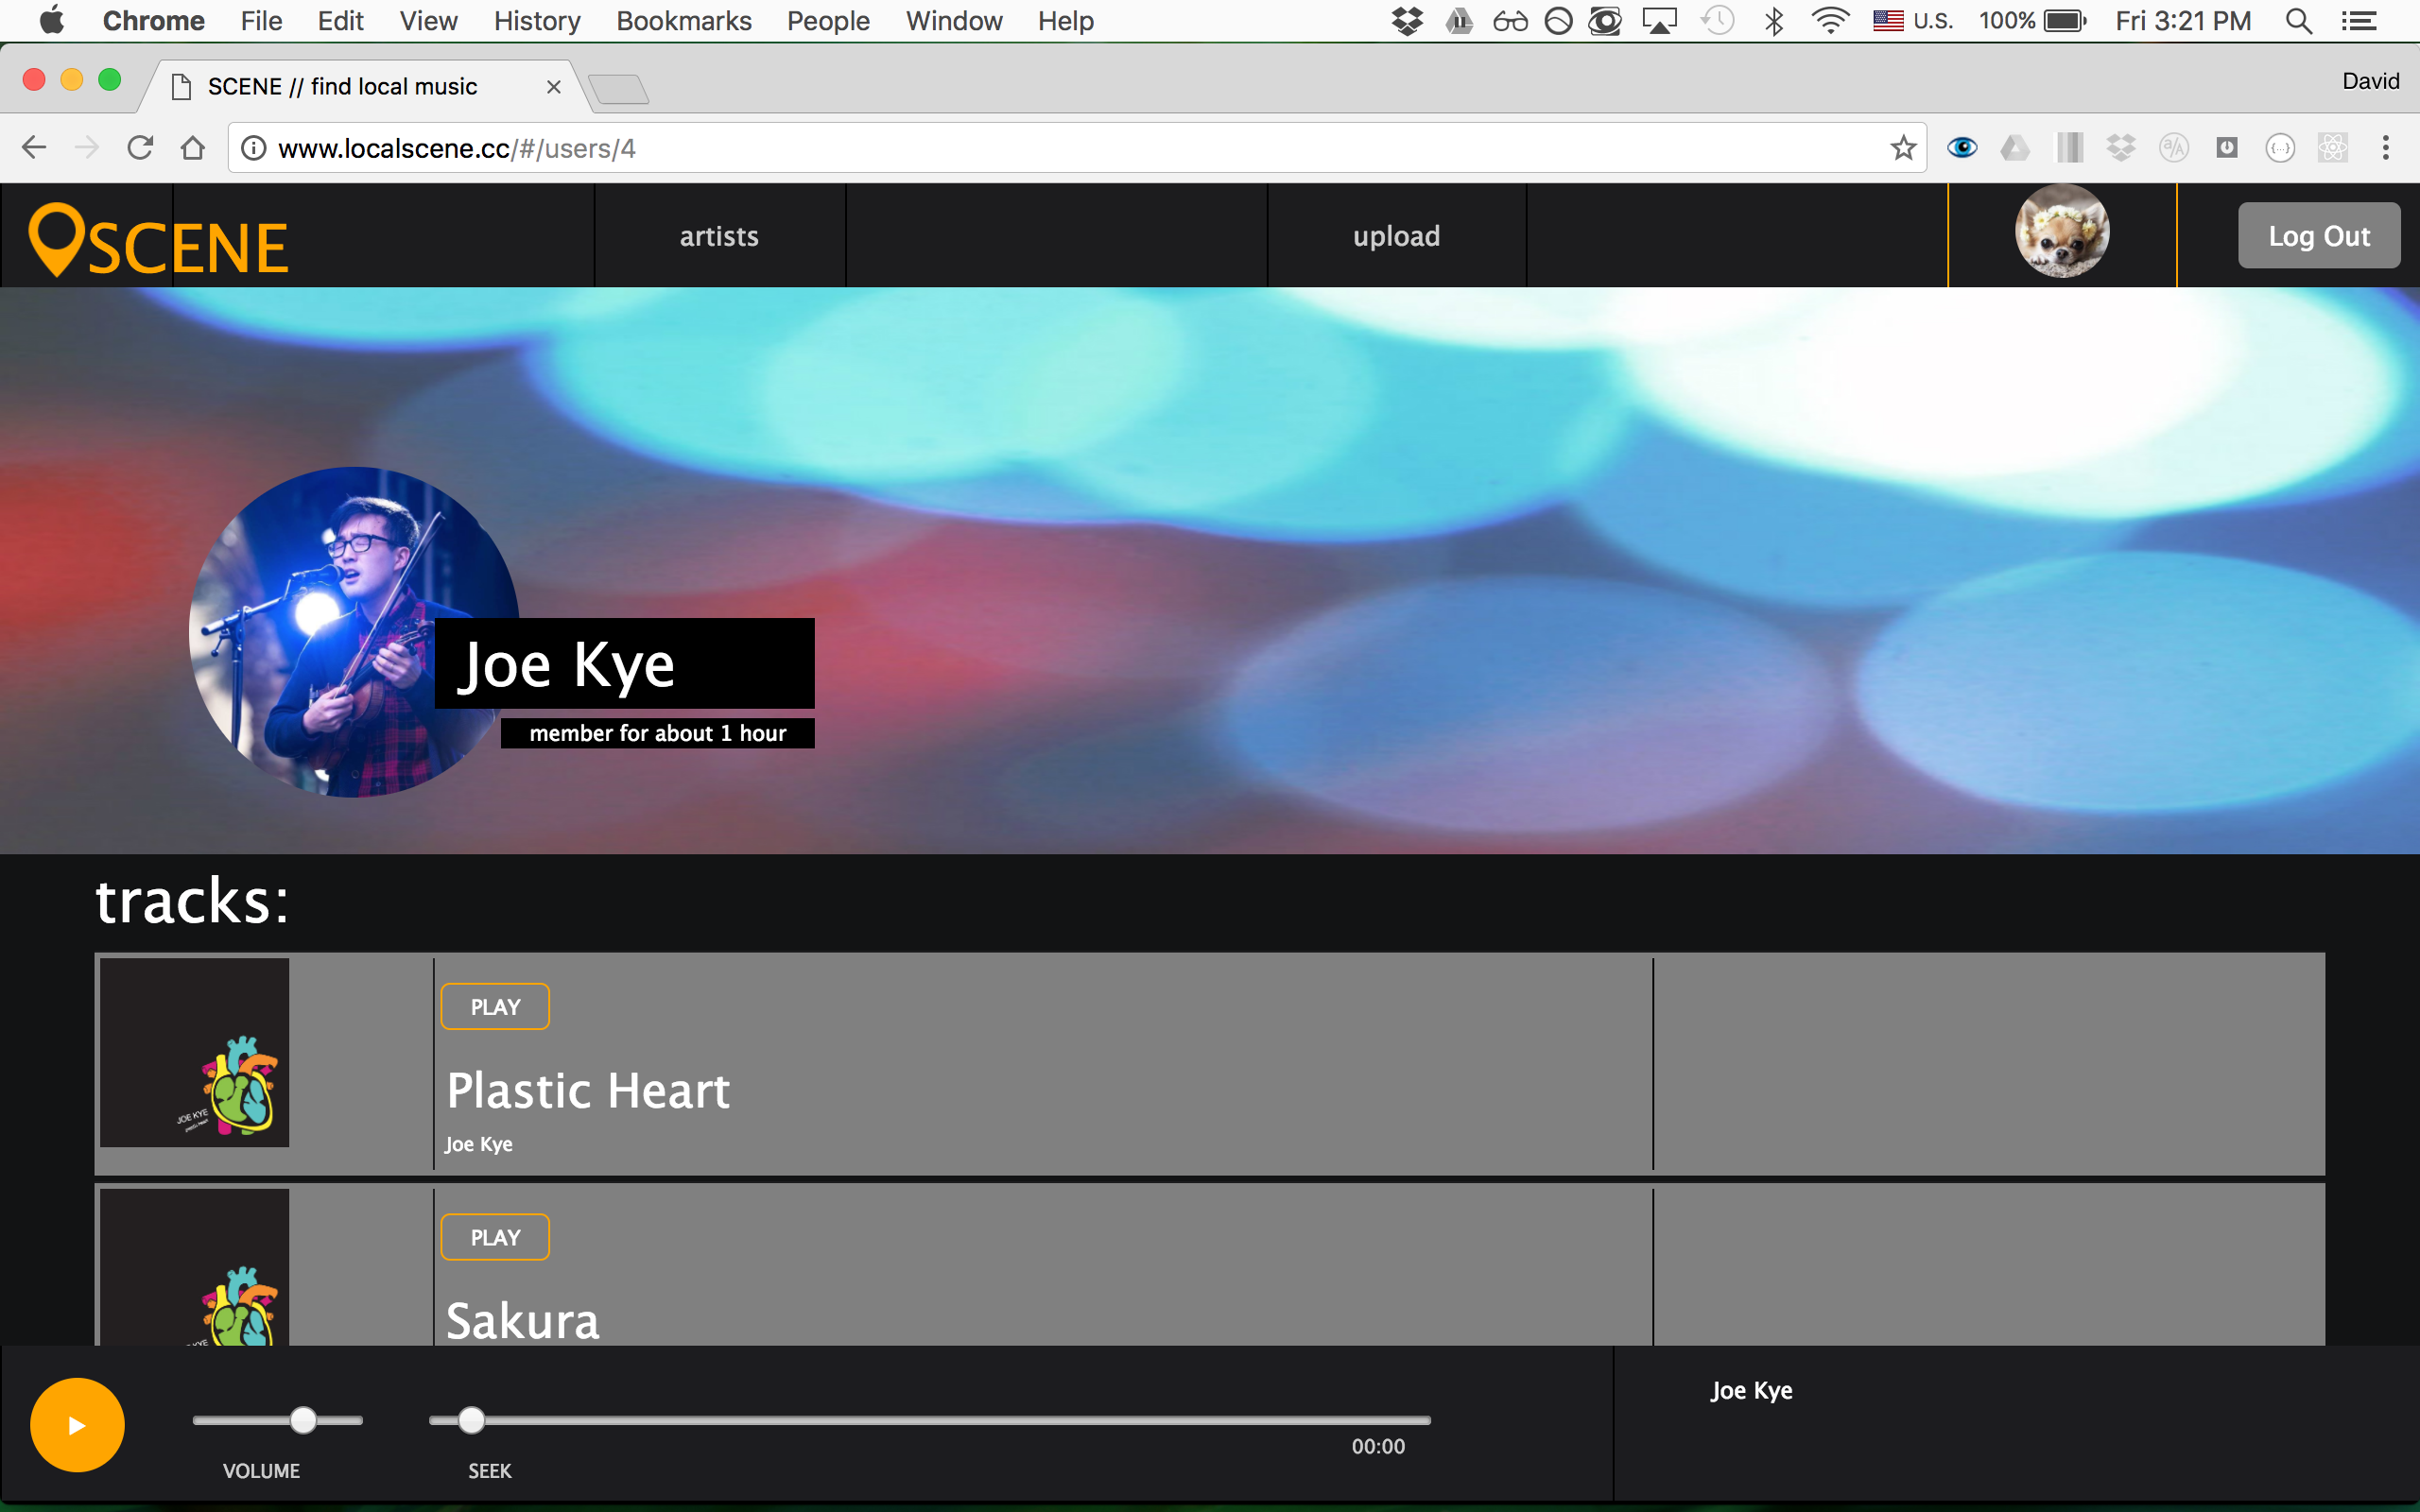 Chrome File Edit View History Bookmarks People Window Help U.S. 100% Fri 3:21 PM
SCENE // find local music
David
www.localscene.cc/#/users/4
SCENE
artists
upload
Log Out
Joe Kye
member for about 1 hour
tracks:
PLAY
Plastic Heart
Joe Kye
JOE KYE
PLAY
Sakura
Joe Kye
00:00
VOLUME
SEEK